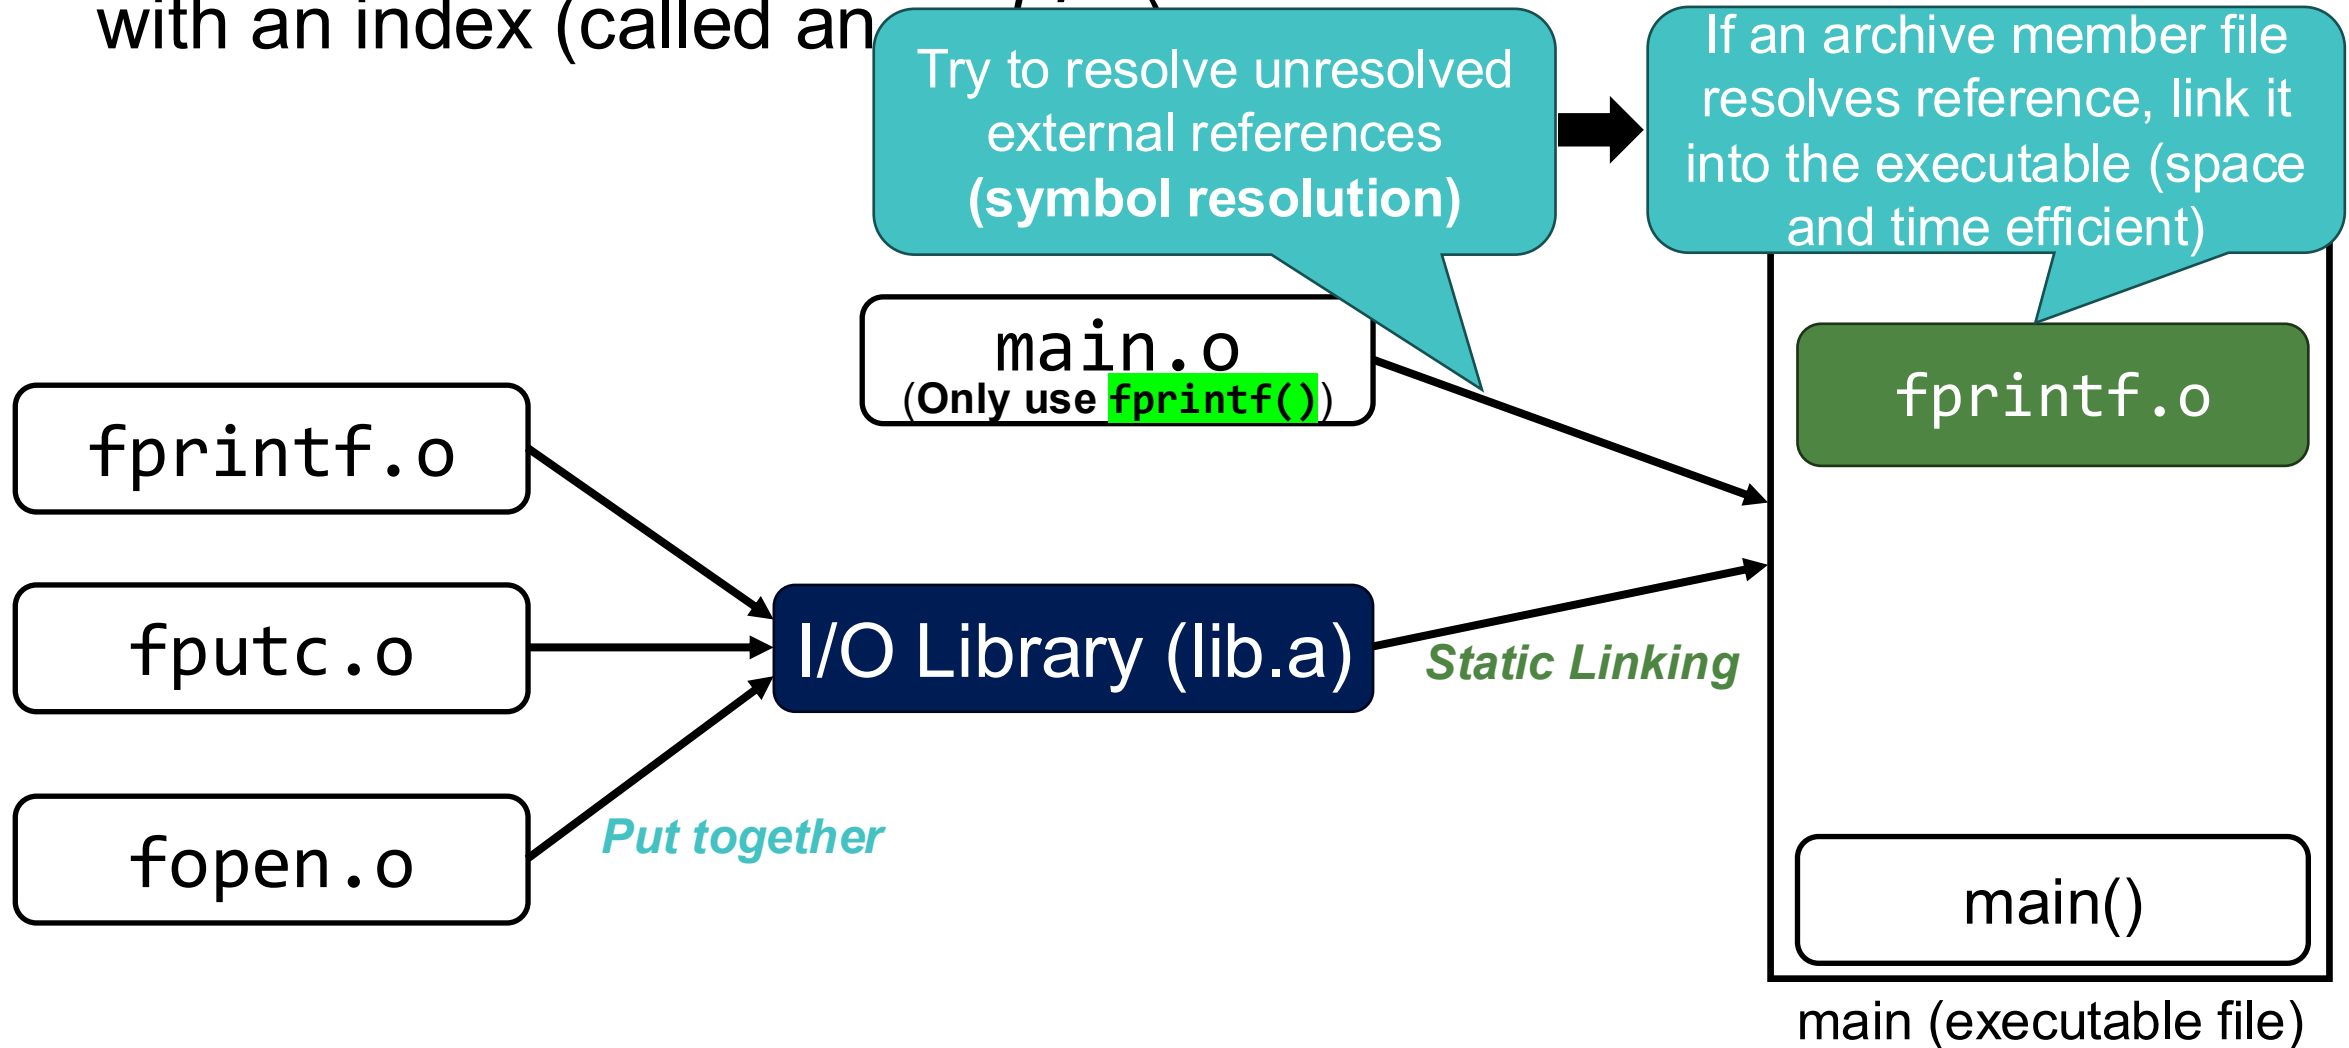 with an index (called an
Try to resolve unresolved
external references
(symbol resolution)
If an archive member file
resolves reference, link it
into the executable (space
and time efficient)
main.o
(Only use fprintf())
fprintf.o
fprintf.o
fputc.o
I/O Library (lib.a)
Static Linking
Put together
fopen.o
main()
main (executable file)